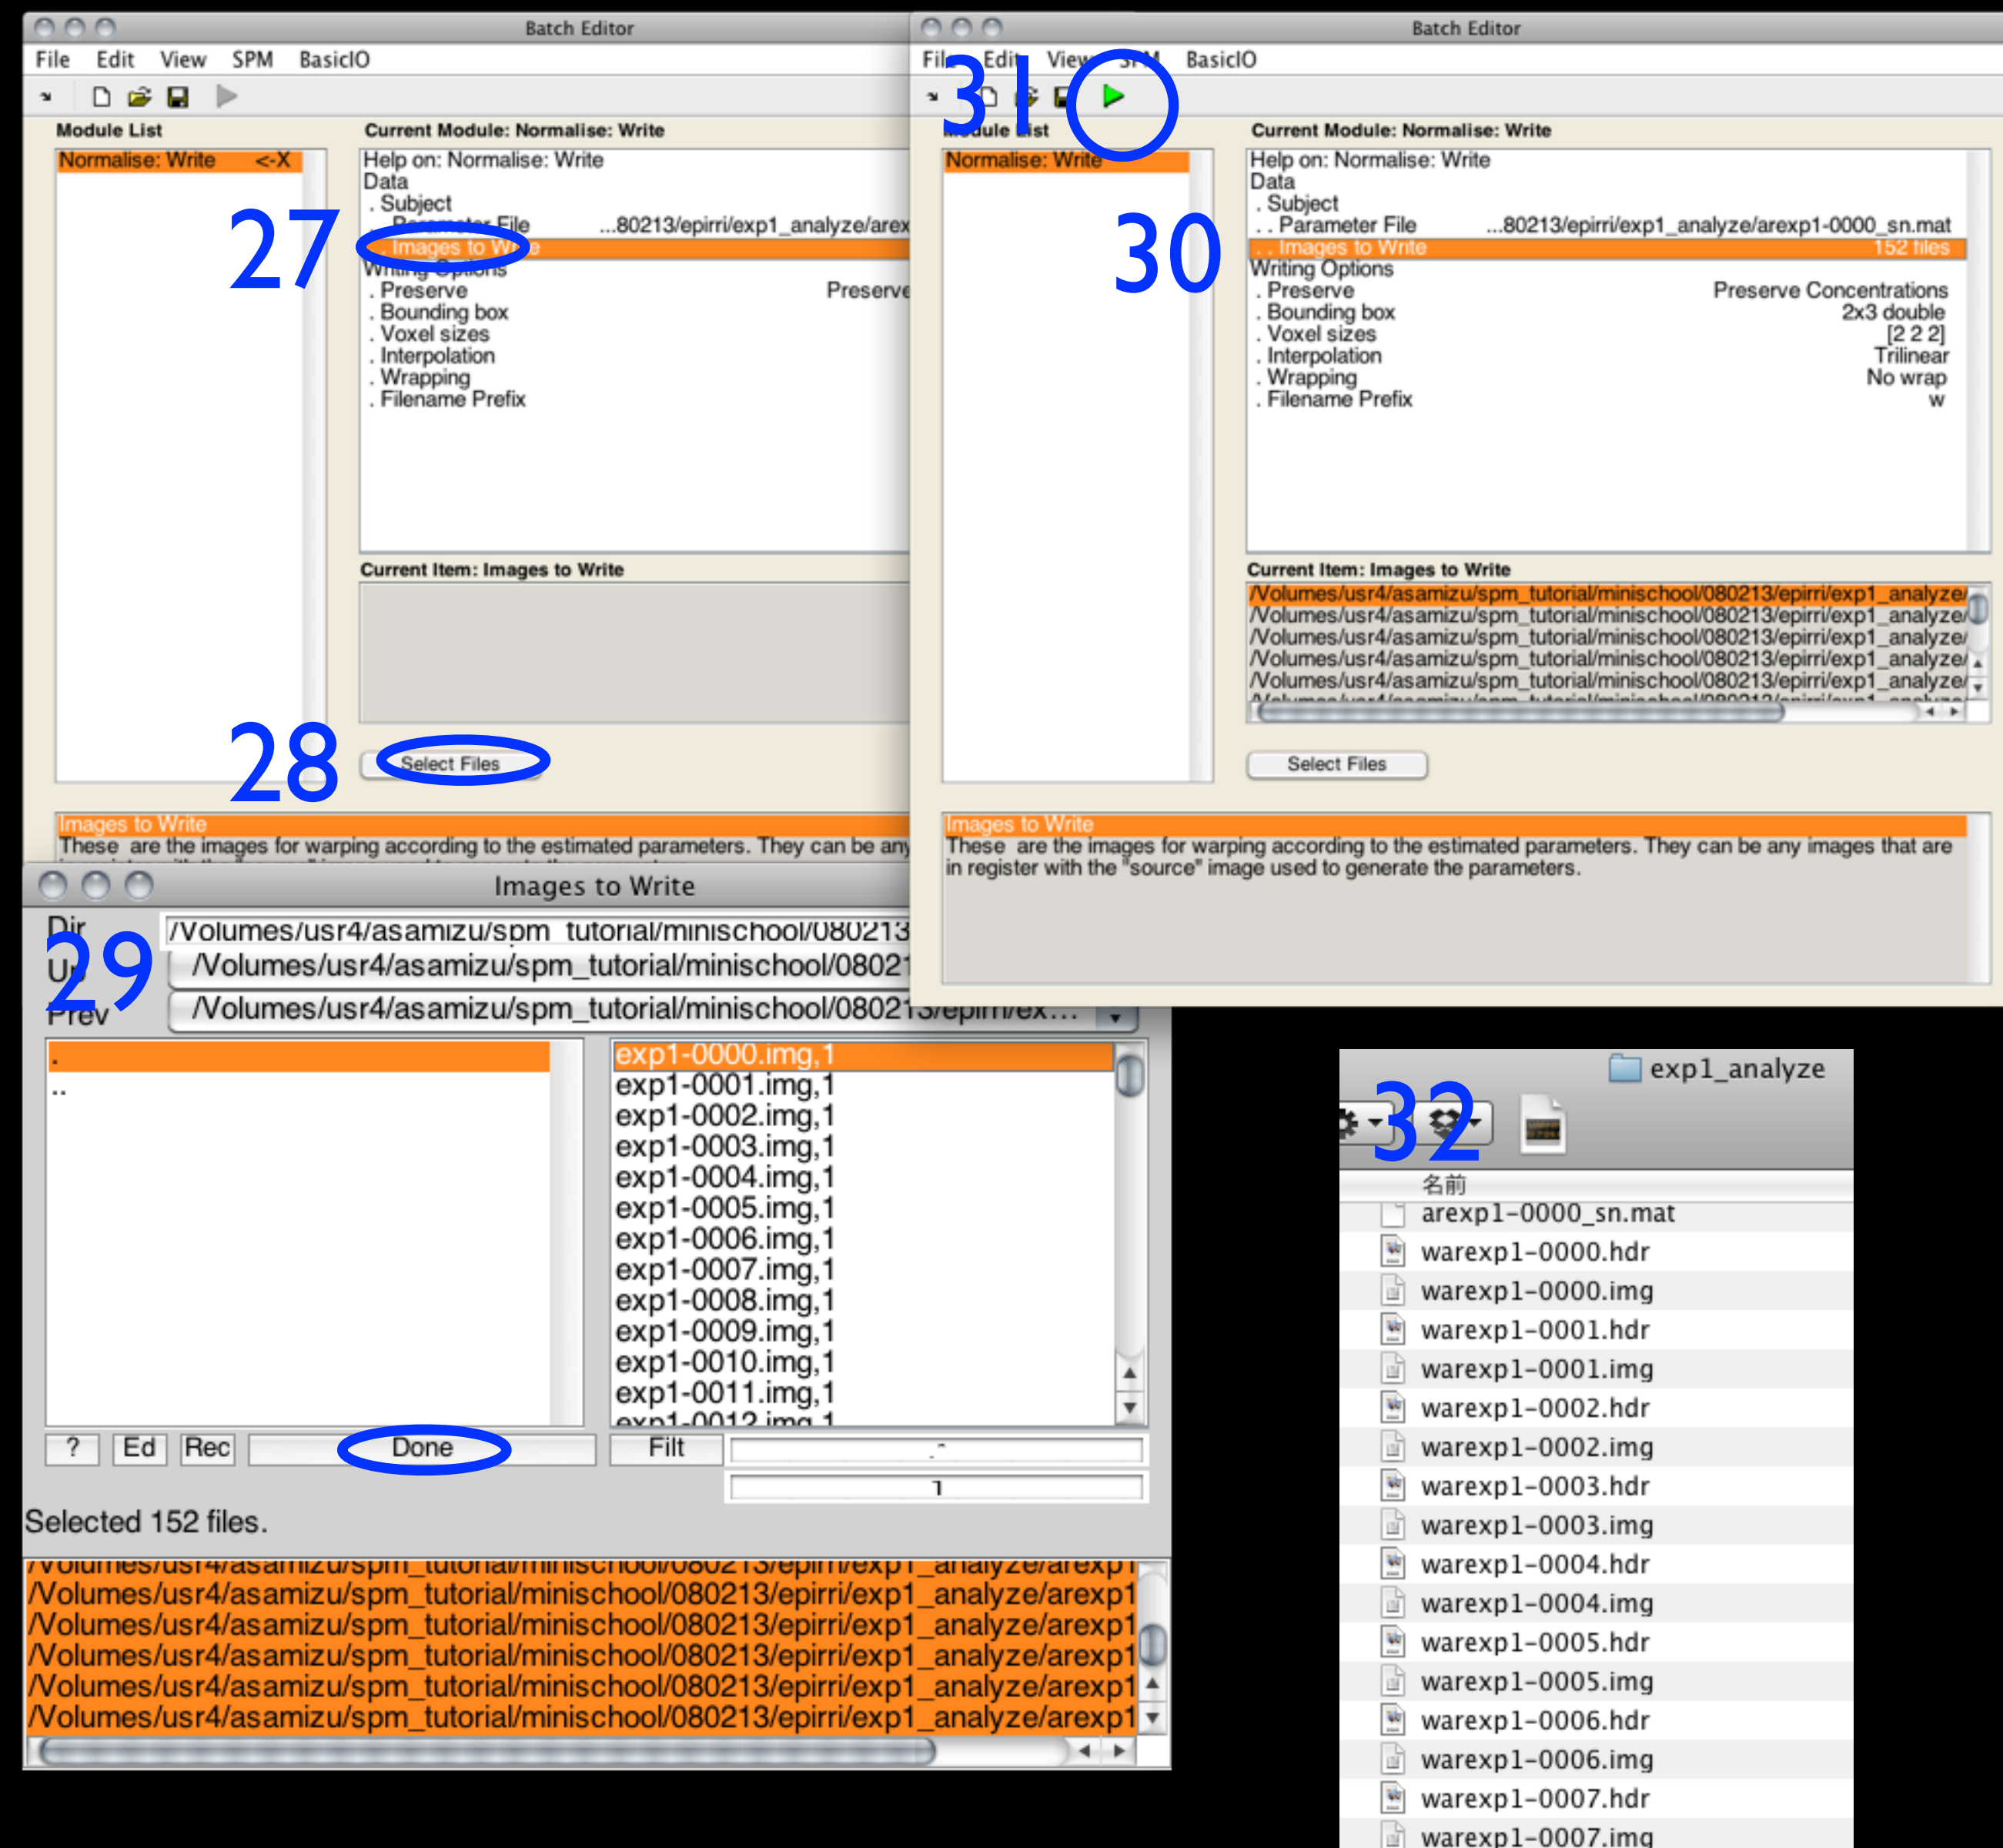 Batch Editor
File Edit View SPM BasicIO
Module List
Normalise: Write <-X
Current Module: Normalise: Write
Help on: Normalise: Write
Data
. Subject
. . Parameter File ...80213/epirri/exp1_analyze/arex
. . Images to Write
Writing Options
. Preserve Preserve
. Bounding box
. Voxel sizes
. Interpolation
. Wrapping
. Filename Prefix
27
Current Item: Images to Write
28
Select Files
Images to Write
These are the images for warping according to the estimated parameters. They can be any
Batch Editor
File Edit View SPM BasicIO
31
Module List
Normalise: Write
Current Module: Normalise: Write
Help on: Normalise: Write
Data
. Subject
. . Parameter File ...80213/epirri/exp1_analyze/arexp1-0000_sn.mat
. . Images to Write 152 files
Writing Options
. Preserve Preserve Concentrations
. Bounding box 2x3 double
. Voxel sizes [2 2 2]
. Interpolation Trilinear
. Wrapping No wrap
. Filename Prefix w
30
Current Item: Images to Write
/Volumes/usr4/asamizu/spm_tutorial/minischool/080213/epirri/exp1_analyze/
/Volumes/usr4/asamizu/spm_tutorial/minischool/080213/epirri/exp1_analyze/
/Volumes/usr4/asamizu/spm_tutorial/minischool/080213/epirri/exp1_analyze/
/Volumes/usr4/asamizu/spm_tutorial/minischool/080213/epirri/exp1_analyze/
/Volumes/usr4/asamizu/spm_tutorial/minischool/080213/epirri/exp1_analyze/
Select Files
Images to Write
These are the images for warping according to the estimated parameters. They can be any images that are
in register with the "source" image used to generate the parameters.
Images to Write
29
Dir /Volumes/usr4/asamizu/spm_tutorial/minischool/080213
Up /Volumes/usr4/asamizu/spm_tutorial/minischool/0802
Prev /Volumes/usr4/asamizu/spm_tutorial/minischool/080213/epirri/ex...
.
..
exp1-0000.img,1
exp1-0001.img,1
exp1-0002.img,1
exp1-0003.img,1
exp1-0004.img,1
exp1-0005.img,1
exp1-0006.img,1
exp1-0007.img,1
exp1-0008.img,1
exp1-0009.img,1
exp1-0010.img,1
exp1-0011.img,1
exp1-0012.img,1
? Ed Rec Done Filt
Selected 152 files.
/Volumes/usr4/asamizu/spm_tutorial/minischool/080213/epirri/exp1_analyze/arexp1
/Volumes/usr4/asamizu/spm_tutorial/minischool/080213/epirri/exp1_analyze/arexp1
/Volumes/usr4/asamizu/spm_tutorial/minischool/080213/epirri/exp1_analyze/arexp1
/Volumes/usr4/asamizu/spm_tutorial/minischool/080213/epirri/exp1_analyze/arexp1
/Volumes/usr4/asamizu/spm_tutorial/minischool/080213/epirri/exp1_analyze/arexp1
/Volumes/usr4/asamizu/spm_tutorial/minischool/080213/epirri/exp1_analyze/arexp1
exp1_analyze
32
名前
arexp1-0000_sn.mat
warexp1-0000.hdr
warexp1-0000.img
warexp1-0001.hdr
warexp1-0001.img
warexp1-0002.hdr
warexp1-0002.img
warexp1-0003.hdr
warexp1-0003.img
warexp1-0004.hdr
warexp1-0004.img
warexp1-0005.hdr
warexp1-0005.img
warexp1-0006.hdr
warexp1-0006.img
warexp1-0007.hdr
warexp1-0007.img